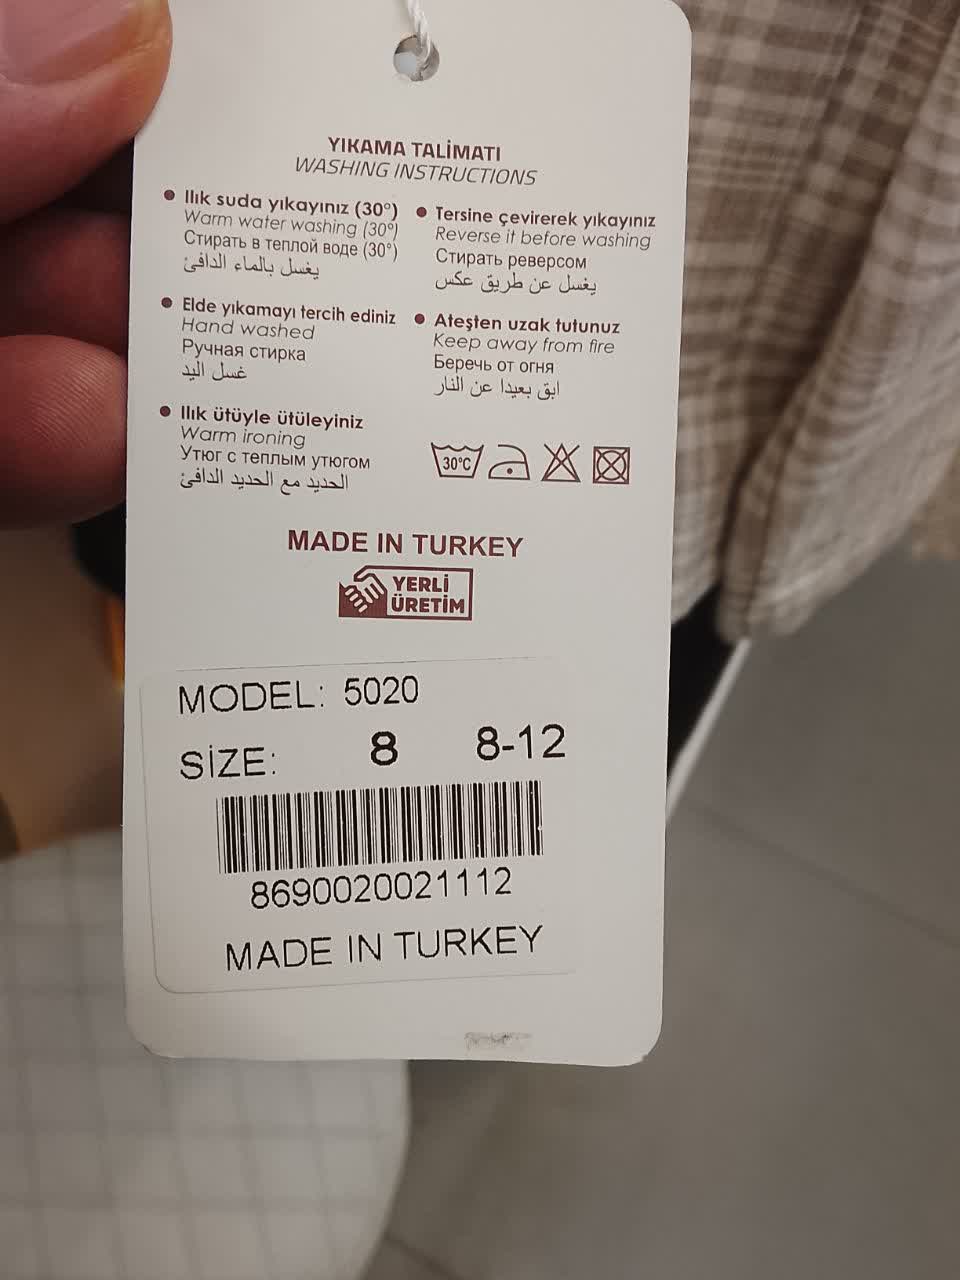 YIKAMA TALİMATI
WASHING INSTRUCTIONS
Ilık suda yıkayınız (30°)
Warm water washing (30°)
Стирать в теплой воде (30°)
يغسل بالماء الدافئ
Elde yıkamayı tercih ediniz
Hand washed
Ручная стирка
غسل اليد
Ilık ütüyle ütüleyiniz
Warm ironing
Утюг с теплым утюгом
الحديد مع الحديد الدافئ
Tersine çevirerek yıkayınız
Reverse it before washing
Стирать реверсом
يغسل عن طريق عكس
Ateşten uzak tutunuz
Keep away from fire
Беречь от огня
ابق بعيدا عن النار
30°C
MADE IN TURKEY
YERLİ
ÜRETİM
MODEL: 5020
SİZE: 8 8-12
8690020021112
MADE IN TURKEY